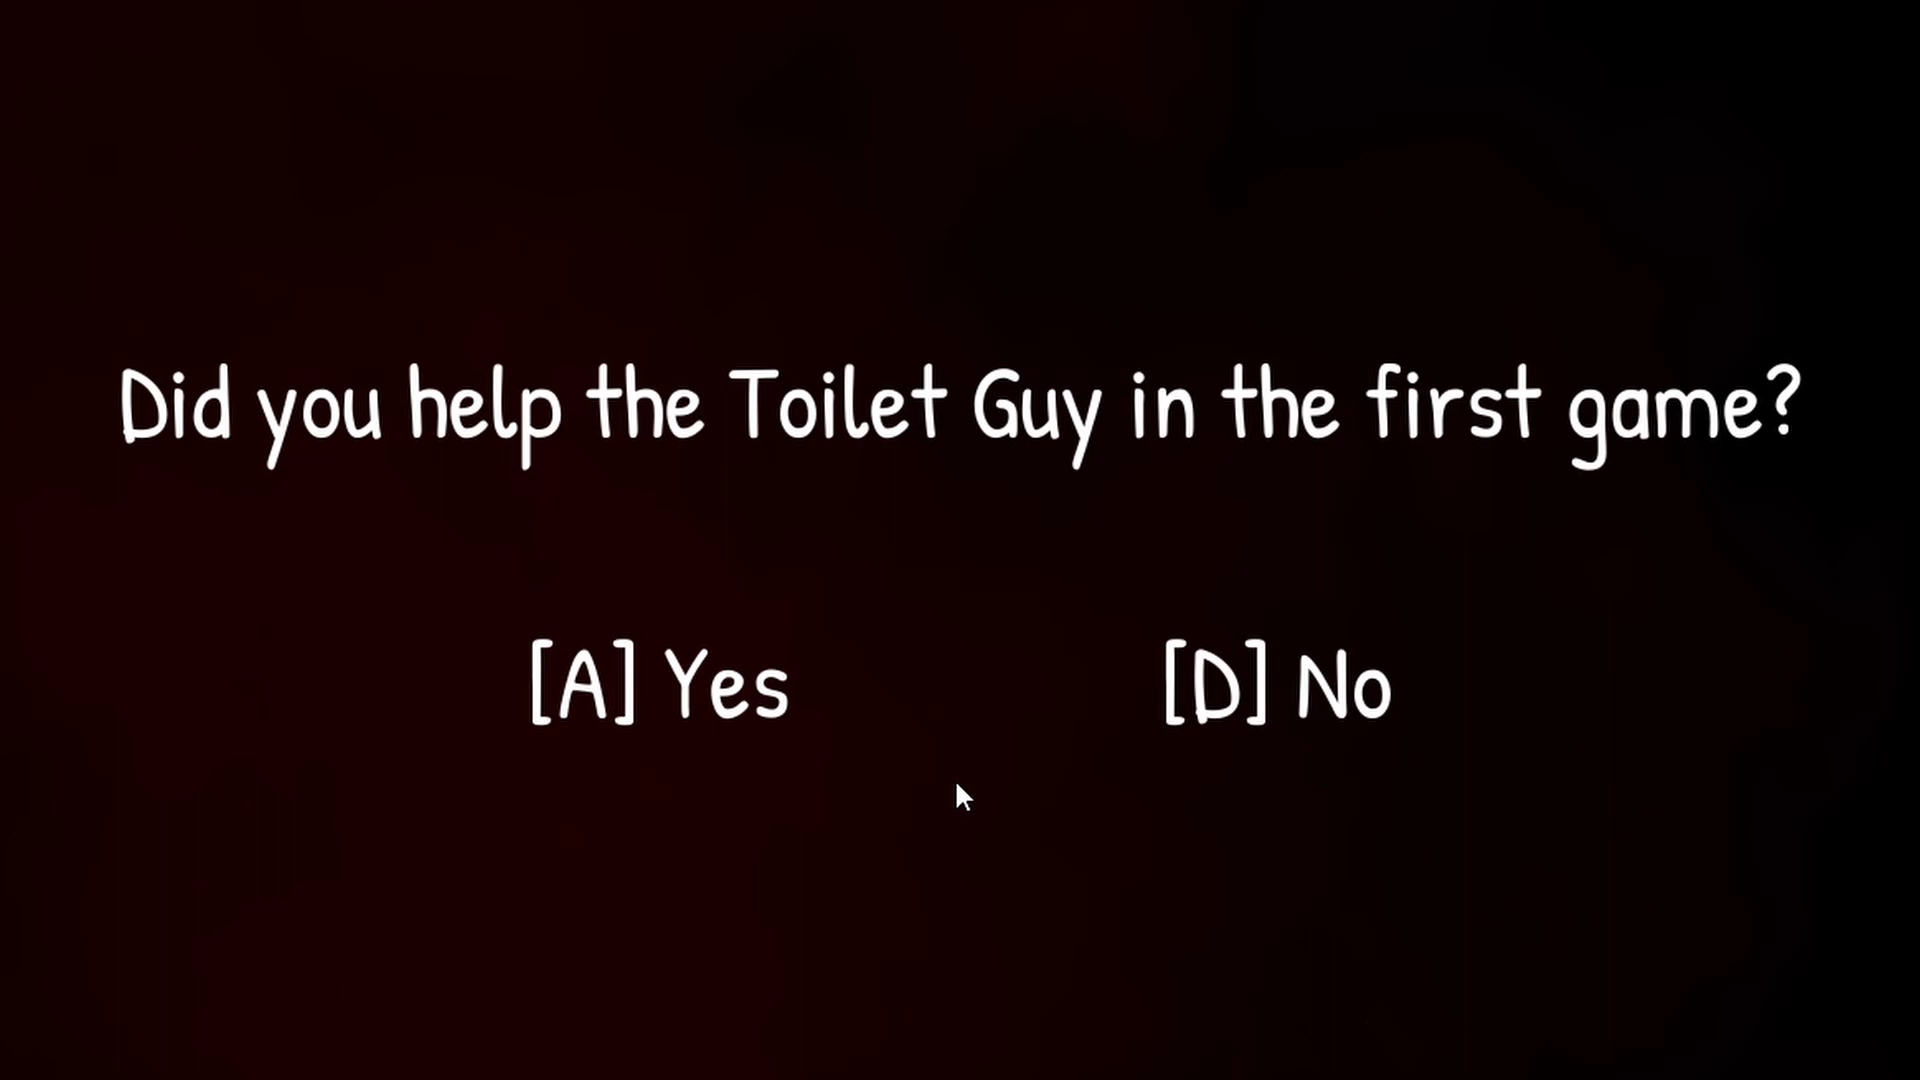 Did you help the Toilet Guy in the first game?
[A] Yes [D] No